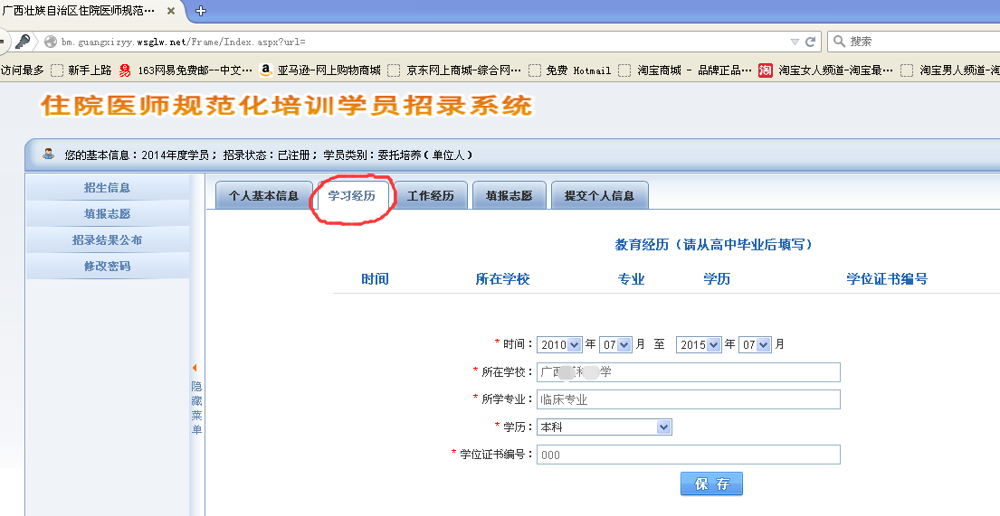 广西壮族自治区住院医师规范…
bm.guangxizyy.wsglw.net/Frame/Index.aspx?url=
搜索
访问最多 新手上路 163网易免费邮--中文… 亚马逊-网上购物商城 京东网上商城-综合网… 免费 Hotmail 淘宝商城 - 品牌正品… 淘 淘宝女人频道-淘宝最… 淘宝男人频道-淘
住院医师规范化培训学员招录系统
您的基本信息：2014年度学员； 招录状态：已注册； 学员类别：委托培养（单位人）
招生信息
填报志愿
招录结果公布
修改密码
隐藏菜单
个人基本信息 学习经历 工作经历 填报志愿 提交个人信息
教育经历（请从高中毕业后填写）
时间 所在学校 专业 学历 学位证书编号
* 时间： 2010 年 07 月 至 2015 年 07 月
* 所在学校： 广西 学
* 所学专业： 临床专业
* 学历： 本科
* 学位证书编号： 000
保 存